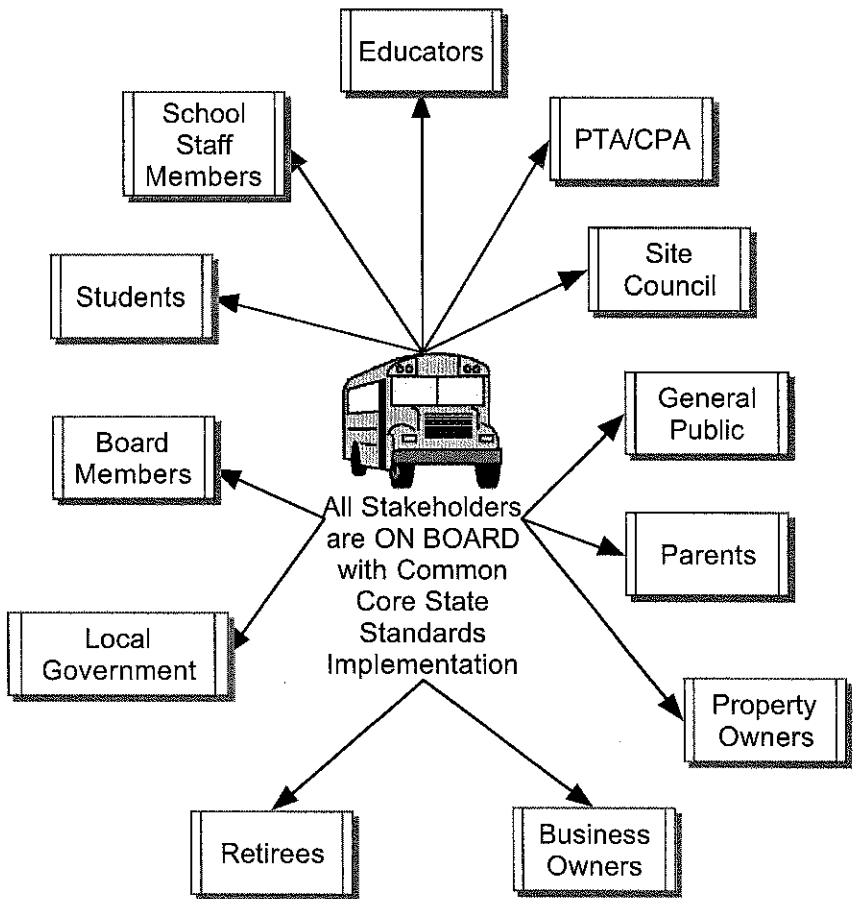 Educators
School
Staff
Members
PTA/CPA
Site
Council
Students
General
Public
Board
Members
All Stakeholders
are ON BOARD
with Common
Core State
Standards
Implementation
Parents
Local
Government
Property
Owners
Retirees
Business
Owners